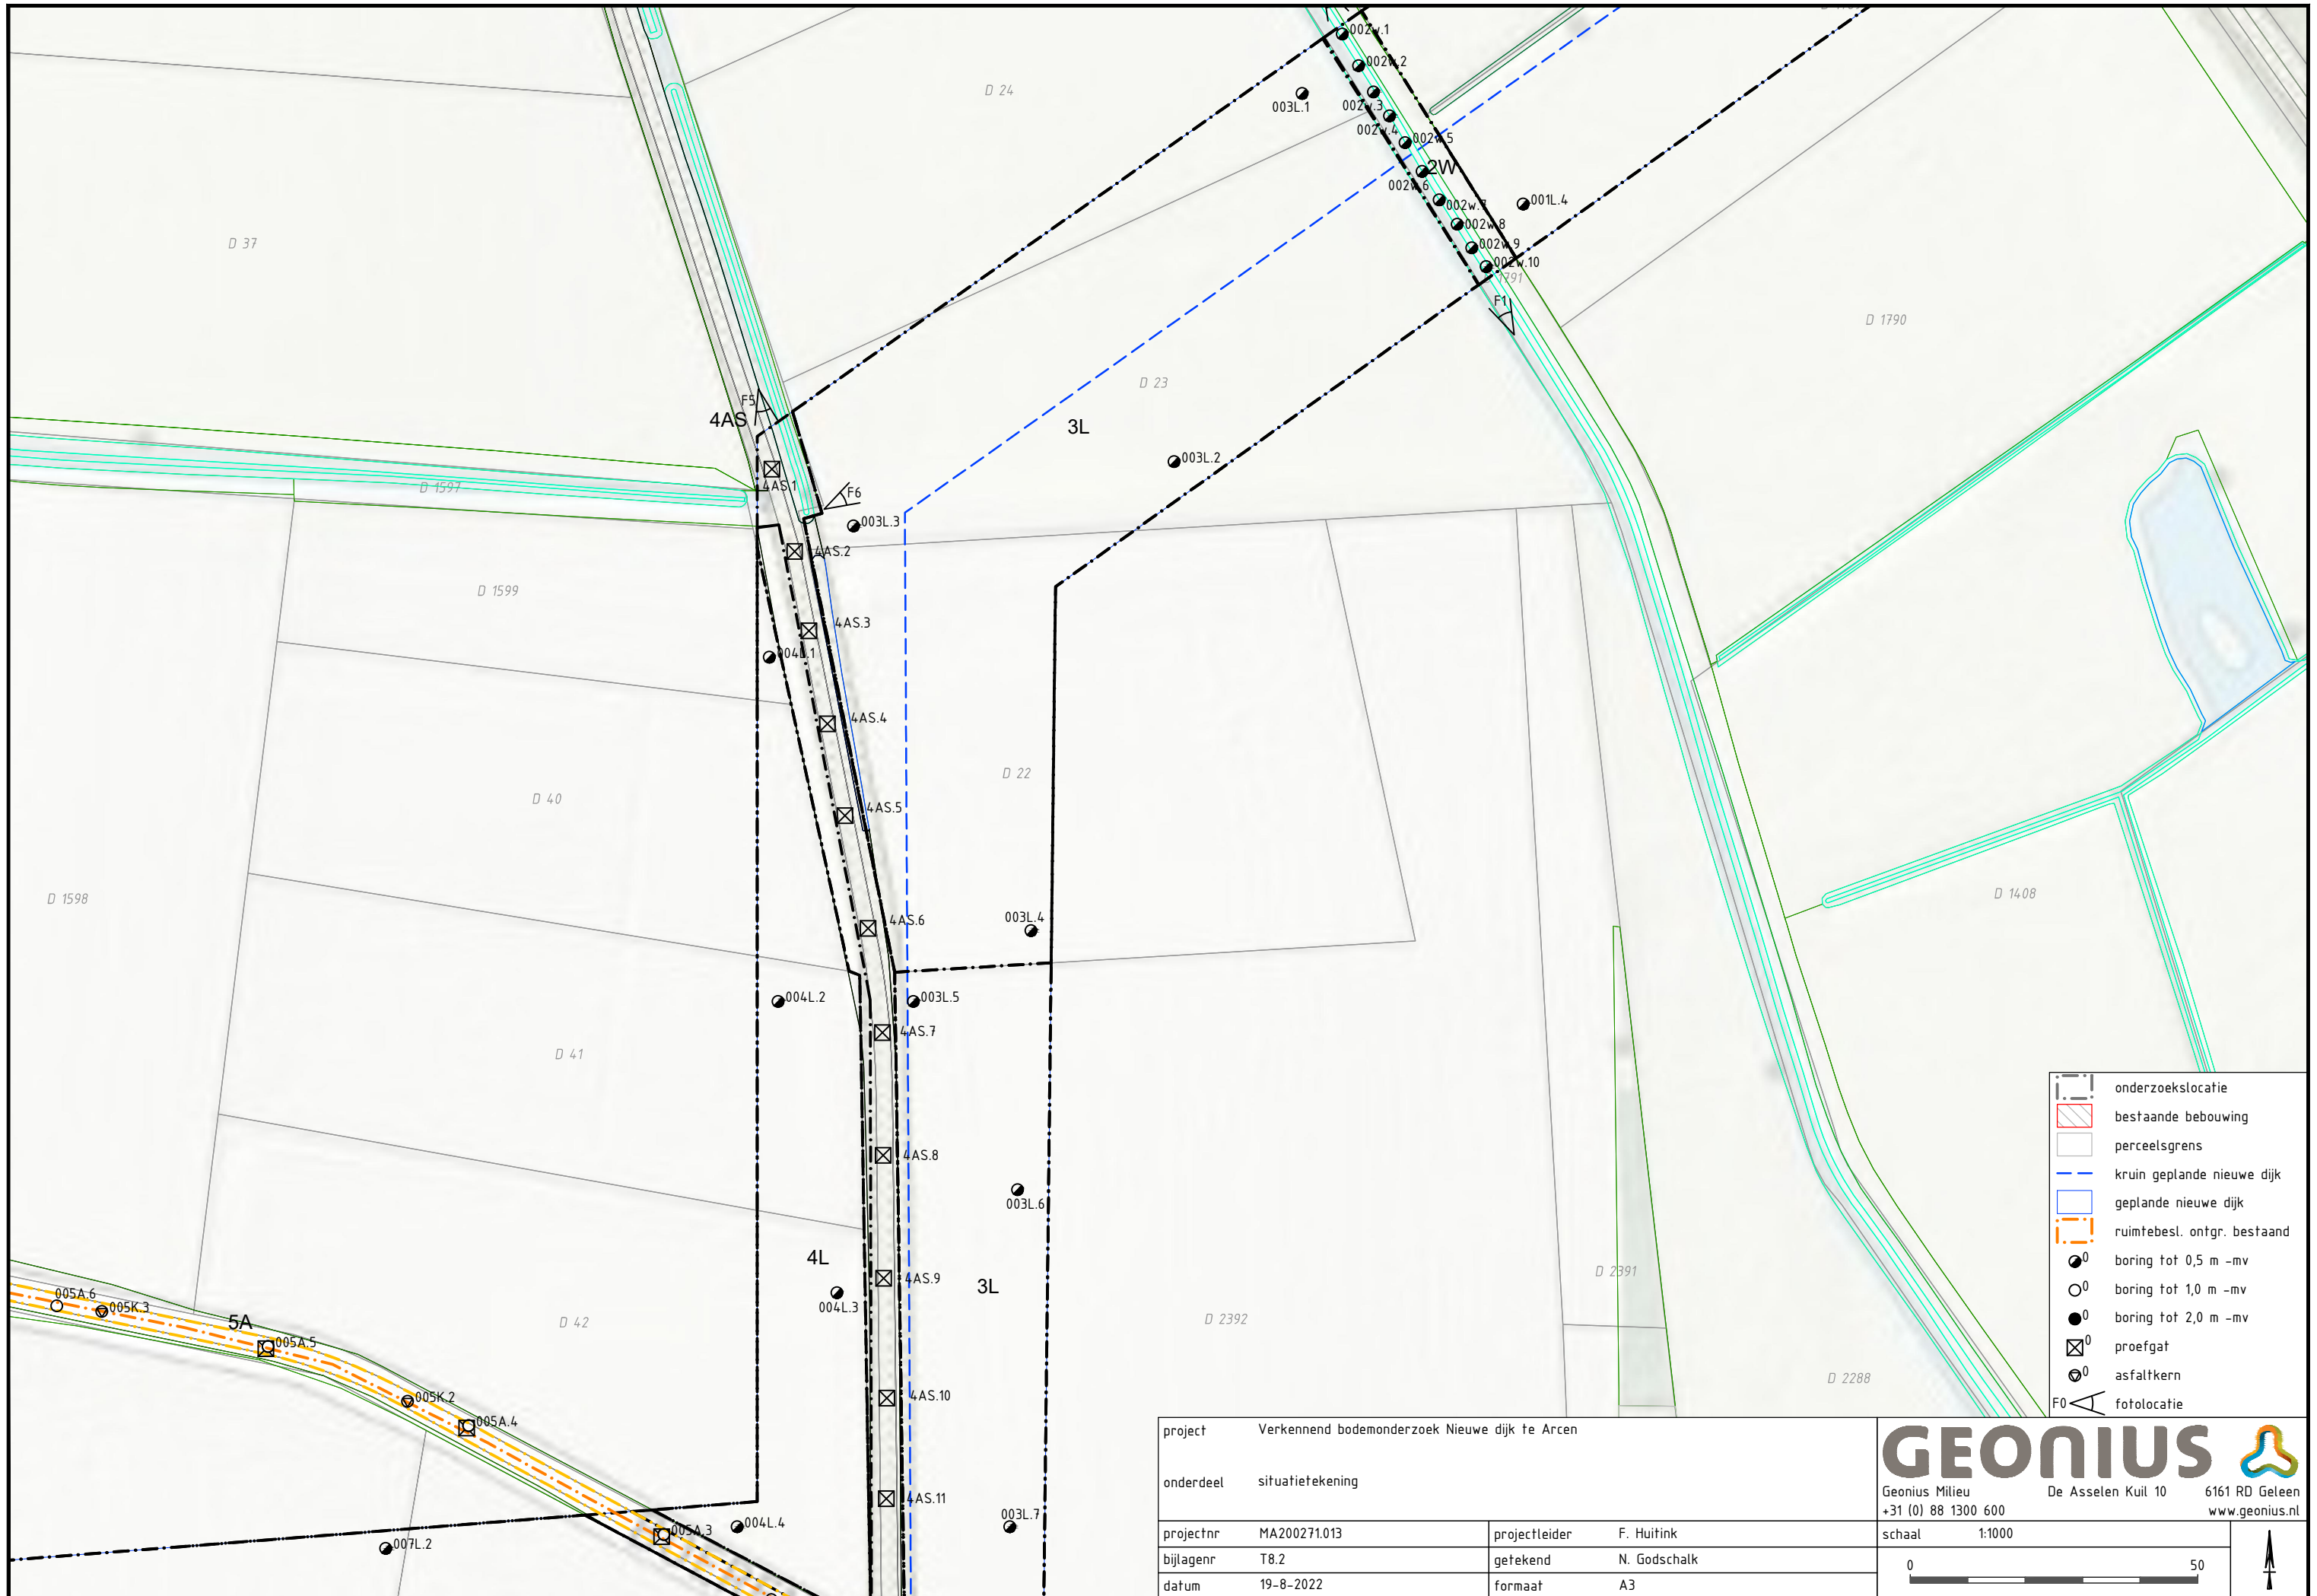 002w.1
002w.2
D 24
003L.1
002w.3
002w.4
002w.5
2W
002w.6
001L.4
002w.7
002w.8
D 37
002w.9
002w.10
1791
F1
D 1790
D 23
F5
4AS
3L
003L.2
4AS.1
D 1597
F6
003L.3
4AS.2
D 1599
4AS.3
004L.1
4AS.4
D 22
D 40
4AS.5
D 1598
D 1408
003L.4
4AS.6
004L.2
003L.5
4AS.7
D 41
4AS.8
003L.6
4L
4AS.9
3L
004L.3
D 2391
005A.6
005K.3
5A
D 42
D 2392
005A.5
D 2288
005K.2
4AS.10
005A.4
4AS.11
003L.7
004L.4
005A.3
007L.2
onderzoekslocatie
bestaande bebouwing
perceelsgrens
kruin geplande nieuwe dijk
geplande nieuwe dijk
ruimtebesl. ontgr. bestaand
0 boring tot 0,5 m -mv
0 boring tot 1,0 m -mv
0 boring tot 2,0 m -mv
0 proefgat
0 asfaltkern
F0 fotolocatie
project Verkennend bodemonderzoek Nieuwe dijk te Arcen
onderdeel situatietekening
projectnr MA200271.013 projectleider F. Huitink
bijlagenr T8.2 getekend N. Godschalk
datum 19-8-2022 formaat A3
GEONIUS
Geonius Milieu De Asselen Kuil 10 6161 RD Geleen
+31 (0) 88 1300 600 www.geonius.nl
schaal 1:1000
0 50